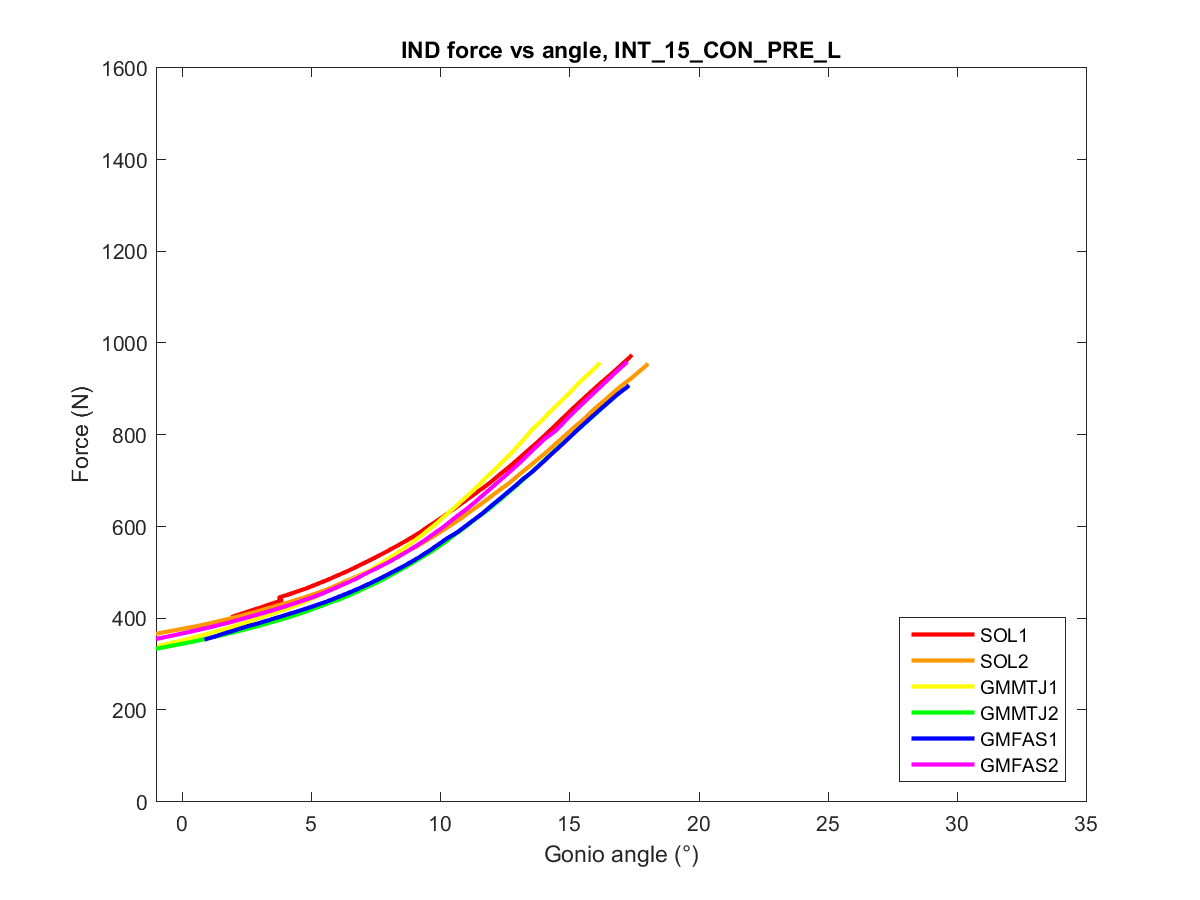 IND force vs angle, INT_15_CON_PRE_L
1600
1400
1200
1000
800
600
400
200
0
Force (N)
0 5 10 15 20 25 30 35
Gonio angle (°)
SOL1
SOL2
GMMTJ1
GMMTJ2
GMFAS1
GMFAS2